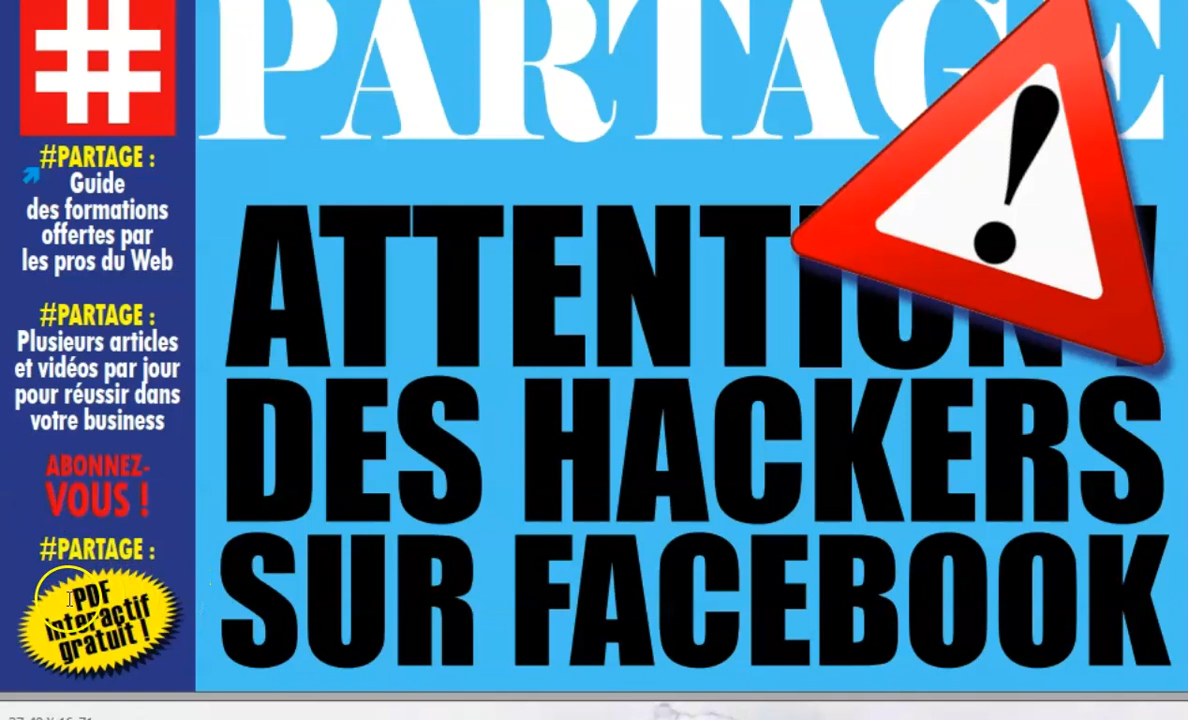 #
PARTAGE
#PARTAGE :
Guide
des formations
offertes par
les pros du Web
#PARTAGE :
Plusieurs articles
et vidéos par jour
pour réussir dans
votre business
ABONNEZ-
VOUS !
#PARTAGE :
PDF
interactif
gratuit !
ATTENTION !
DES HACKERS
SUR FACEBOOK